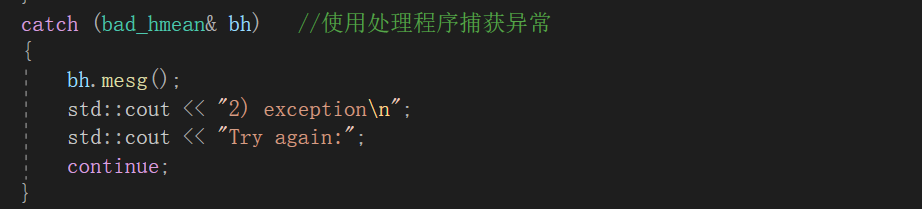 catch (bad_hmean& bh)   //使用处理程序捕获异常
{
    bh.mesg();
    std::cout << "2) exception\n";
    std::cout << "Try again:";
    continue;
}